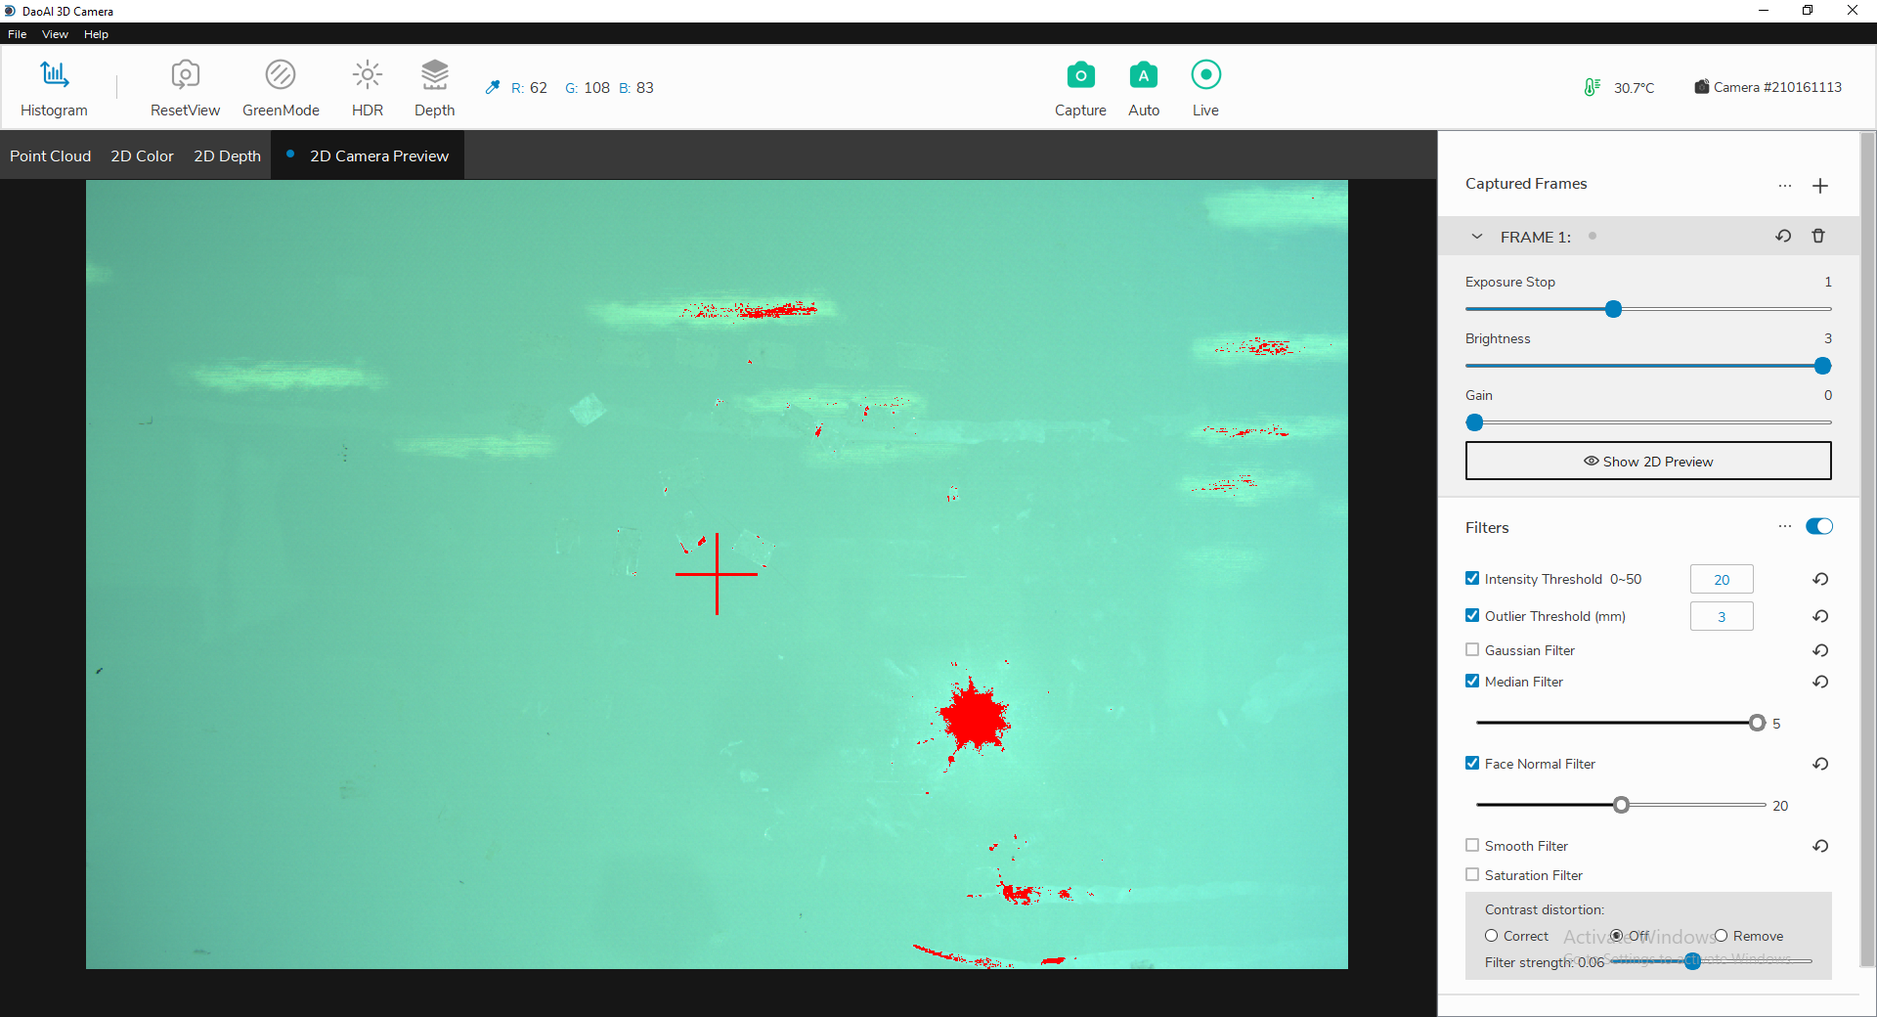 DaoAI 3D Camera
File View Help
Histogram ResetView GreenMode HDR Depth R: 62 G: 108 B: 83 Capture Auto Live 30.7°C Camera #210161113
Point Cloud 2D Color 2D Depth 2D Camera Preview
Captured Frames
FRAME 1:
Exposure Stop 1
Brightness 3
Gain 0
Show 2D Preview
Filters
Intensity Threshold 0~50 20
Outlier Threshold (mm) 3
Gaussian Filter
Median Filter
5
Face Normal Filter
20
Smooth Filter
Saturation Filter
Contrast distortion:
Correct Off Remove
Activate Windows
Filter strength: 0.06
Go to Settings to activate Windows.